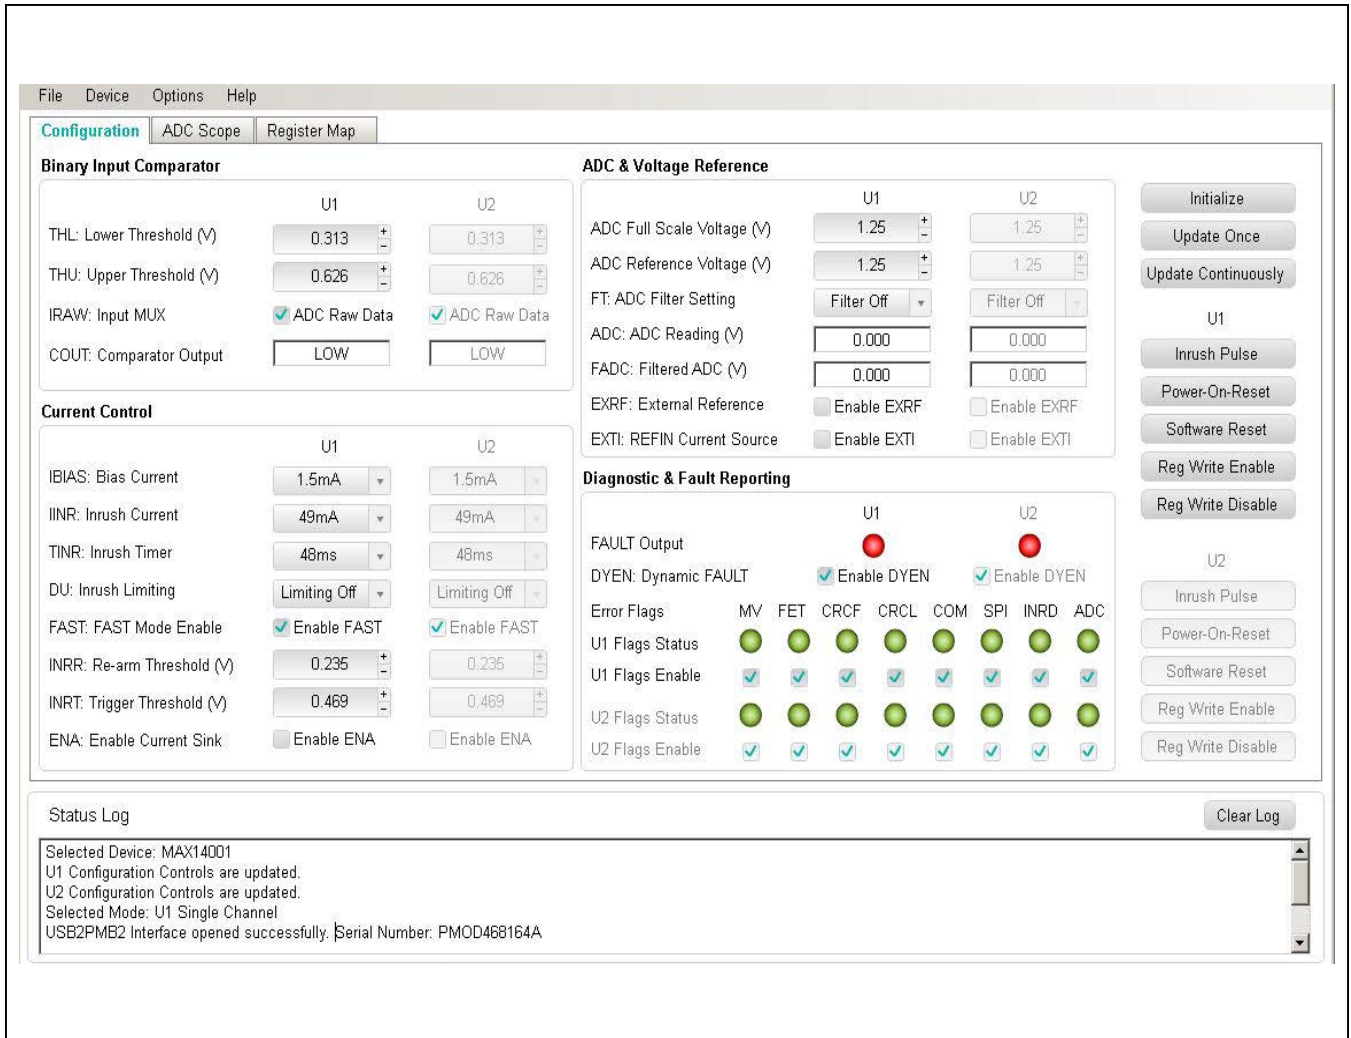 File Device Options Help
Configuration ADC Scope Register Map
Binary Input Comparator
U1 U2
THL: Lower Threshold (V) 0.313 + - 0.313 + -
THU: Upper Threshold (V) 0.626 + - 0.626 + -
IRAW: Input MUX ADC Raw Data ADC Raw Data
COUT: Comparator Output LOW LOW
Current Control
U1 U2
IBIAS: Bias Current 1.5mA 1.5mA
IINR: Inrush Current 49mA 49mA
TINR: Inrush Timer 48ms 48ms
DU: Inrush Limiting Limiting Off Limiting Off
FAST: FAST Mode Enable Enable FAST Enable FAST
INRR: Re-arm Threshold (V) 0.235 + - 0.235 + -
INRT: Trigger Threshold (V) 0.469 + - 0.469 + -
ENA: Enable Current Sink Enable ENA Enable ENA
ADC & Voltage Reference
U1 U2
ADC Full Scale Voltage (V) 1.25 + - 1.25 + -
ADC Reference Voltage (V) 1.25 + - 1.25 + -
FT: ADC Filter Setting Filter Off Filter Off
ADC: ADC Reading (V) 0.000 0.000
FADC: Filtered ADC (V) 0.000 0.000
EXRF: External Reference Enable EXRF Enable EXRF
EXTI: REFIN Current Source Enable EXTI Enable EXTI
Diagnostic & Fault Reporting
U1 U2
FAULT Output
DYEN: Dynamic FAULT Enable DYEN Enable DYEN
Error Flags MV FET CRCF CRCL COM SPI INRD ADC
U1 Flags Status
U1 Flags Enable
U2 Flags Status
U2 Flags Enable
Initialize
Update Once
Update Continuously
U1
Inrush Pulse
Power-On-Reset
Software Reset
Reg Write Enable
Reg Write Disable
U2
Inrush Pulse
Power-On-Reset
Software Reset
Reg Write Enable
Reg Write Disable
Status Log Clear Log
Selected Device: MAX14001
U1 Configuration Controls are updated.
U2 Configuration Controls are updated.
Selected Mode: U1 Single Channel
USB2PMB2 Interface opened successfully. Serial Number: PMOD468164A